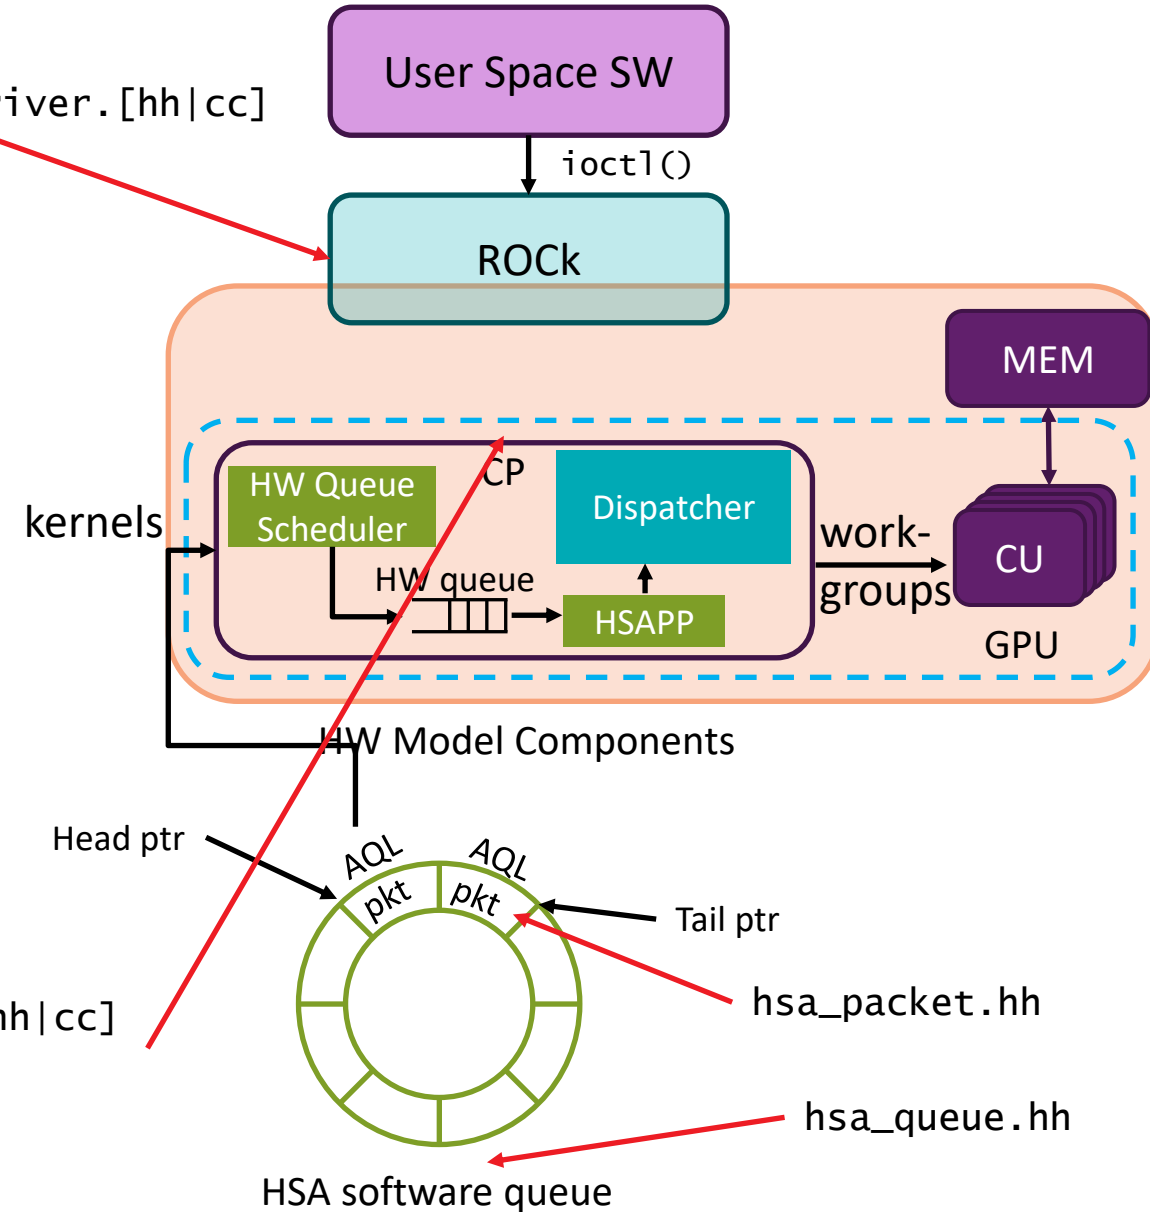 User Space SW
river.[hh|cc]
ioctl()
ROCk
MEM
CP
HW Queue
Scheduler
Dispatcher
kernels
work-
groups
CU
HW queue
HSAPP
GPU
HW Model Components
Head ptr
AQL
AQL
pkt
pkt
Tail ptr
hsa_packet.hh
hh|cc]
hsa_queue.hh
HSA software queue